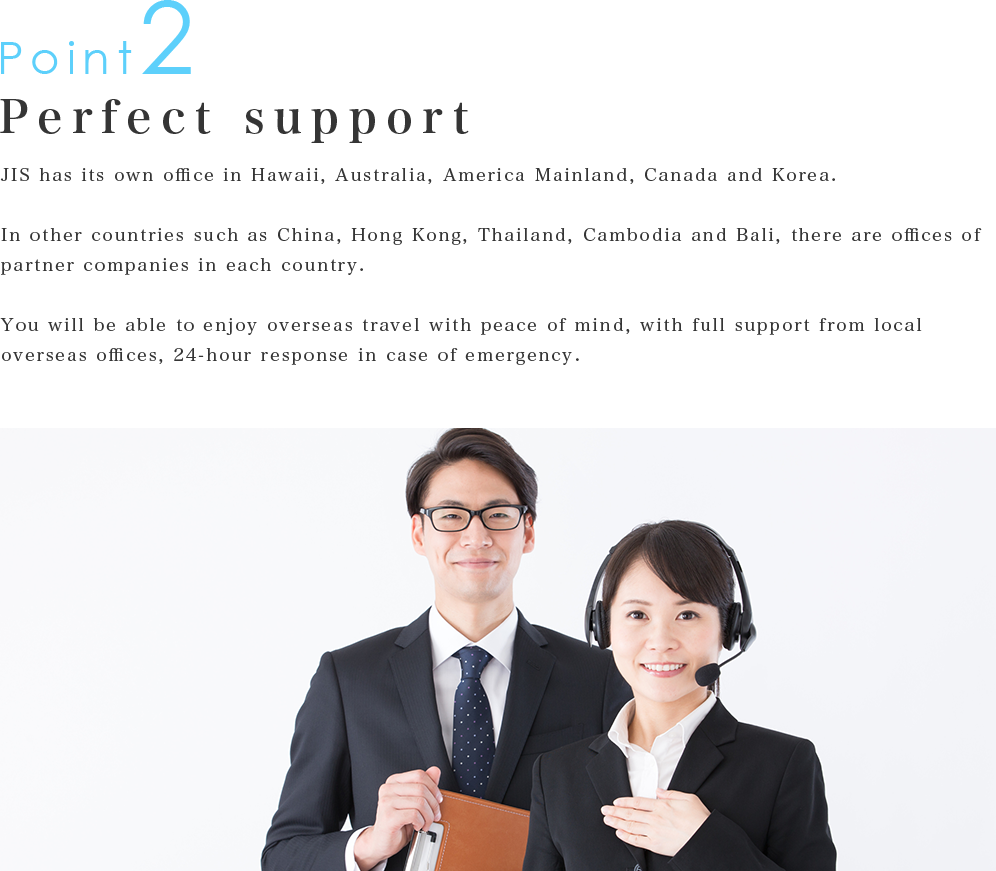 Point 2
Perfect support
JIS has its own office in Hawaii, Australia, America Mainland, Canada and Korea.
In other countries such as China, Hong Kong, Thailand, Cambodia and Bali, there are offices of
partner companies in each country.
You will be able to enjoy overseas travel with peace of mind, with full support from local
overseas offices, 24-hour response in case of emergency.